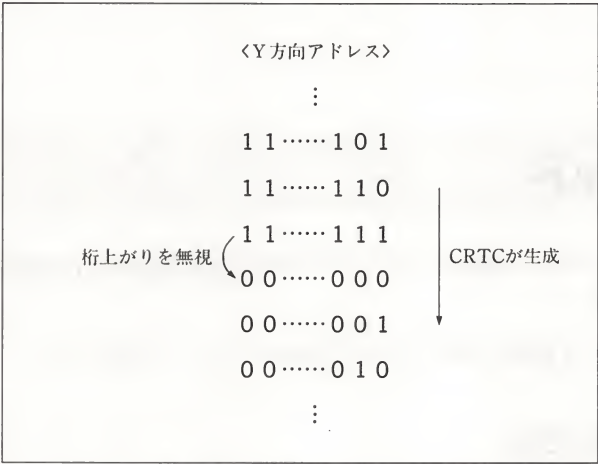 〈Y方向アドレス〉
⋮
1 1 ⋯⋯ 1 0 1
1 1 ⋯⋯ 1 1 0
1 1 ⋯⋯ 1 1 1
桁上がりを無視
CRTCが生成
0 0 ⋯⋯ 0 0 0
0 0 ⋯⋯ 0 0 1
0 0 ⋯⋯ 0 1 0
⋮